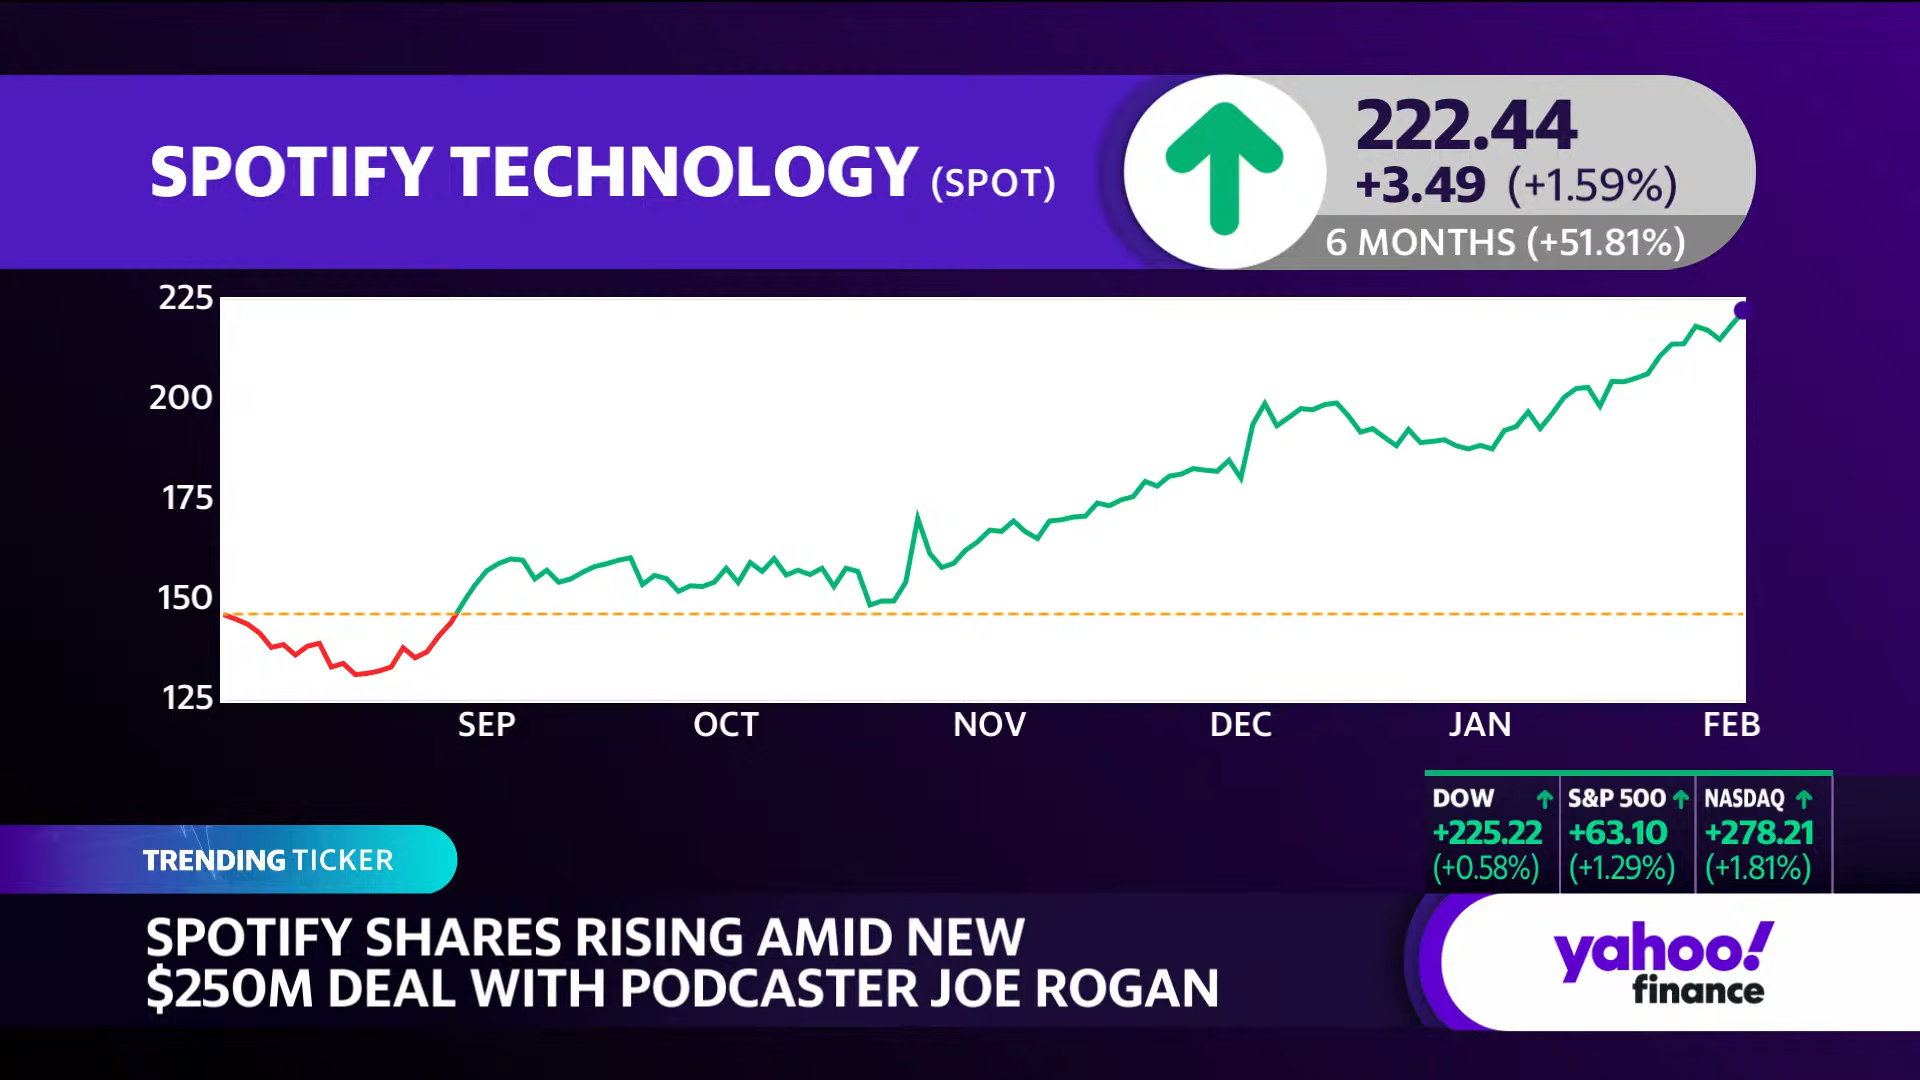 SPOTIFY TECHNOLOGY (SPOT)
222.44
+3.49 (+1.59%)
6 MONTHS (+51.81%)
225
200
175
150
125
SEP OCT NOV DEC JAN FEB
DOW S&P 500 NASDAQ
+225.22 +63.10 +278.21
(+0.58%) (+1.29%) (+1.81%)
TRENDING TICKER
SPOTIFY SHARES RISING AMID NEW
$250M DEAL WITH PODCASTER JOE ROGAN
yahoo!
finance